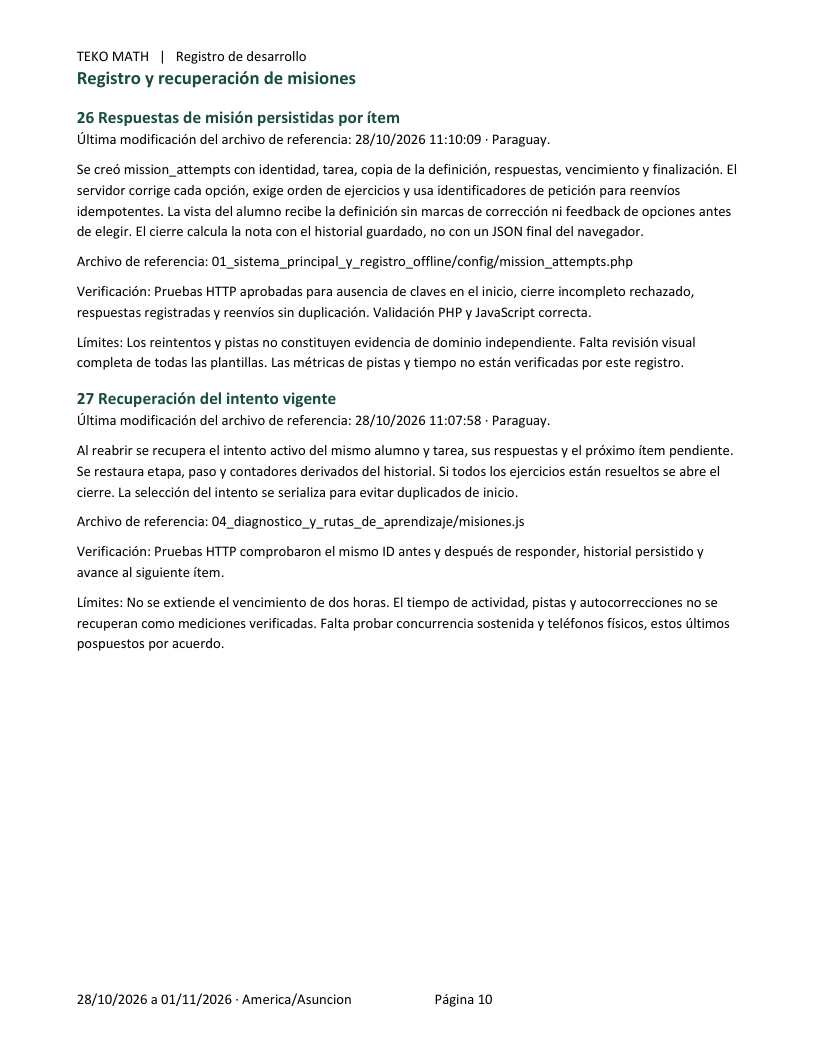 TEKO MATH | Registro de desarrollo
Registro y recuperación de misiones
26 Respuestas de misión persistidas por ítem
Última modificación del archivo de referencia: 28/10/2026 11:10:09 · Paraguay.
Se creó mission_attempts con identidad, tarea, copia de la definición, respuestas, vencimiento y finalización. El
servidor corrige cada opción, exige orden de ejercicios y usa identificadores de petición para reenvíos
idempotentes. La vista del alumno recibe la definición sin marcas de corrección ni feedback de opciones antes
de elegir. El cierre calcula la nota con el historial guardado, no con un JSON final del navegador.
Archivo de referencia: 01_sistema_principal_y_registro_offline/config/mission_attempts.php
Verificación: Pruebas HTTP aprobadas para ausencia de claves en el inicio, cierre incompleto rechazado,
respuestas registradas y reenvíos sin duplicación. Validación PHP y JavaScript correcta.
Límites: Los reintentos y pistas no constituyen evidencia de dominio independiente. Falta revisión visual
completa de todas las plantillas. Las métricas de pistas y tiempo no están verificadas por este registro.
27 Recuperación del intento vigente
Última modificación del archivo de referencia: 28/10/2026 11:07:58 · Paraguay.
Al reabrir se recupera el intento activo del mismo alumno y tarea, sus respuestas y el próximo ítem pendiente.
Se restaura etapa, paso y contadores derivados del historial. Si todos los ejercicios están resueltos se abre el
cierre. La selección del intento se serializa para evitar duplicados de inicio.
Archivo de referencia: 04_diagnostico_y_rutas_de_aprendizaje/misiones.js
Verificación: Pruebas HTTP comprobaron el mismo ID antes y después de responder, historial persistido y
avance al siguiente ítem.
Límites: No se extiende el vencimiento de dos horas. El tiempo de actividad, pistas y autocorrecciones no se
recuperan como mediciones verificadas. Falta probar concurrencia sostenida y teléfonos físicos, estos últimos
pospuestos por acuerdo.
28/10/2026 a 01/11/2026 · America/Asuncion Página 10